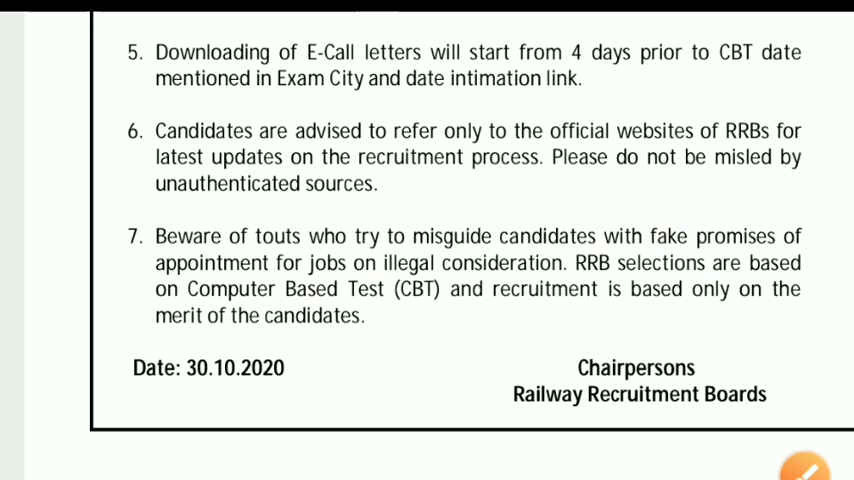 5. Downloading of E-Call letters will start from 4 days prior to CBT date
mentioned in Exam City and date intimation link.
6. Candidates are advised to refer only to the official websites of RRBs for
latest updates on the recruitment process. Please do not be misled by
unauthenticated sources.
7. Beware of touts who try to misguide candidates with fake promises of
appointment for jobs on illegal consideration. RRB selections are based
on Computer Based Test (CBT) and recruitment is based only on the
merit of the candidates.
Date: 30.10.2020
Chairpersons
Railway Recruitment Boards